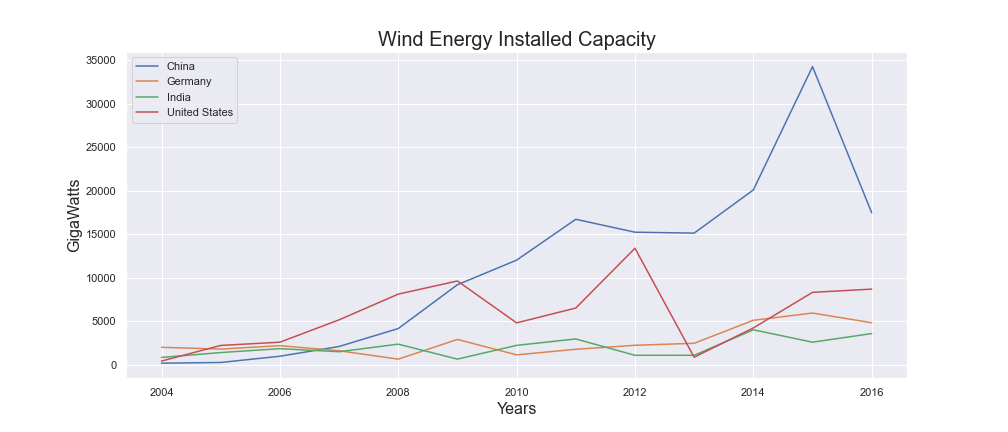 Wind Energy Installed Capacity
China
Germany
India
United States
35000
30000
25000
20000
15000
10000
5000
0
GigaWatts
2004 2006 2008 2010 2012 2014 2016
Years